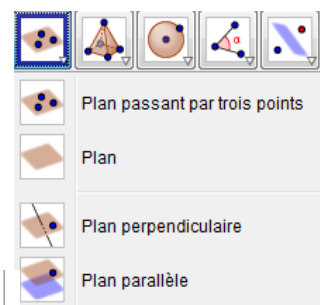 α
Plan passant par trois points
Plan
Plan perpendiculaire
Plan parallèle